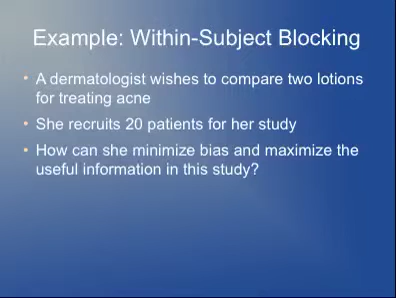 Example: Within-Subject Blocking
• A dermatologist wishes to compare two lotions
for treating acne
• She recruits 20 patients for her study
• How can she minimize bias and maximize the
useful information in this study?